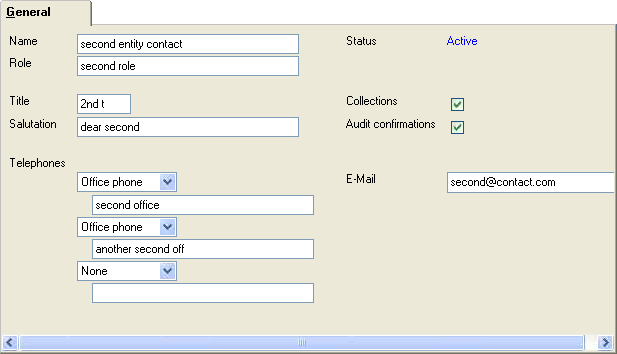 General
Name second entity contact Status Active
Role second role
Title 2nd t Collections
Salutation dear second Audit confirmations
Telephones
Office phone E-Mail second@contact.com
second office
Office phone
another second off
None